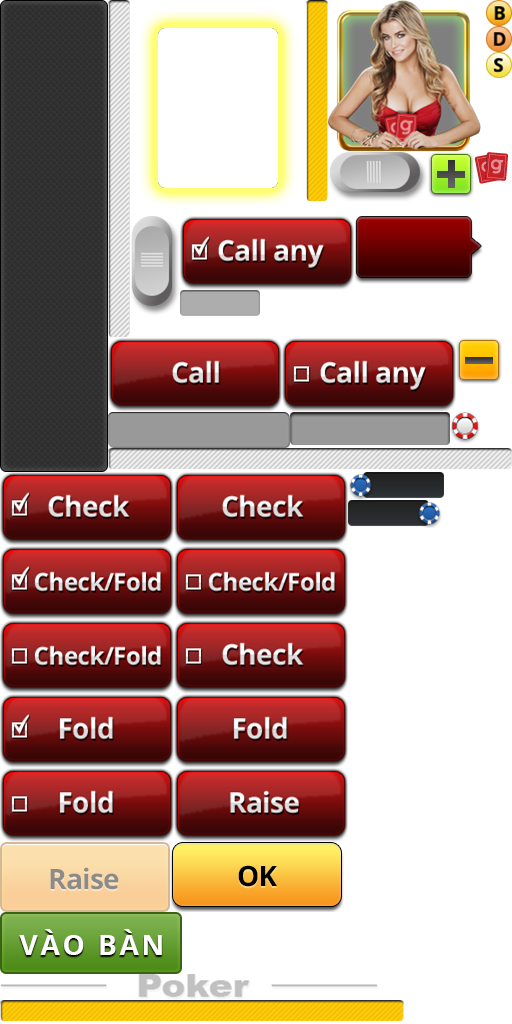 B
D
S
g
☑ Call any
Call
☐ Call any
☑ Check
Check
☑ Check/Fold
☐ Check/Fold
☐ Check/Fold
☐ Check
☑ Fold
Fold
☐ Fold
Raise
Raise
OK
VÀO BÀN
Poker